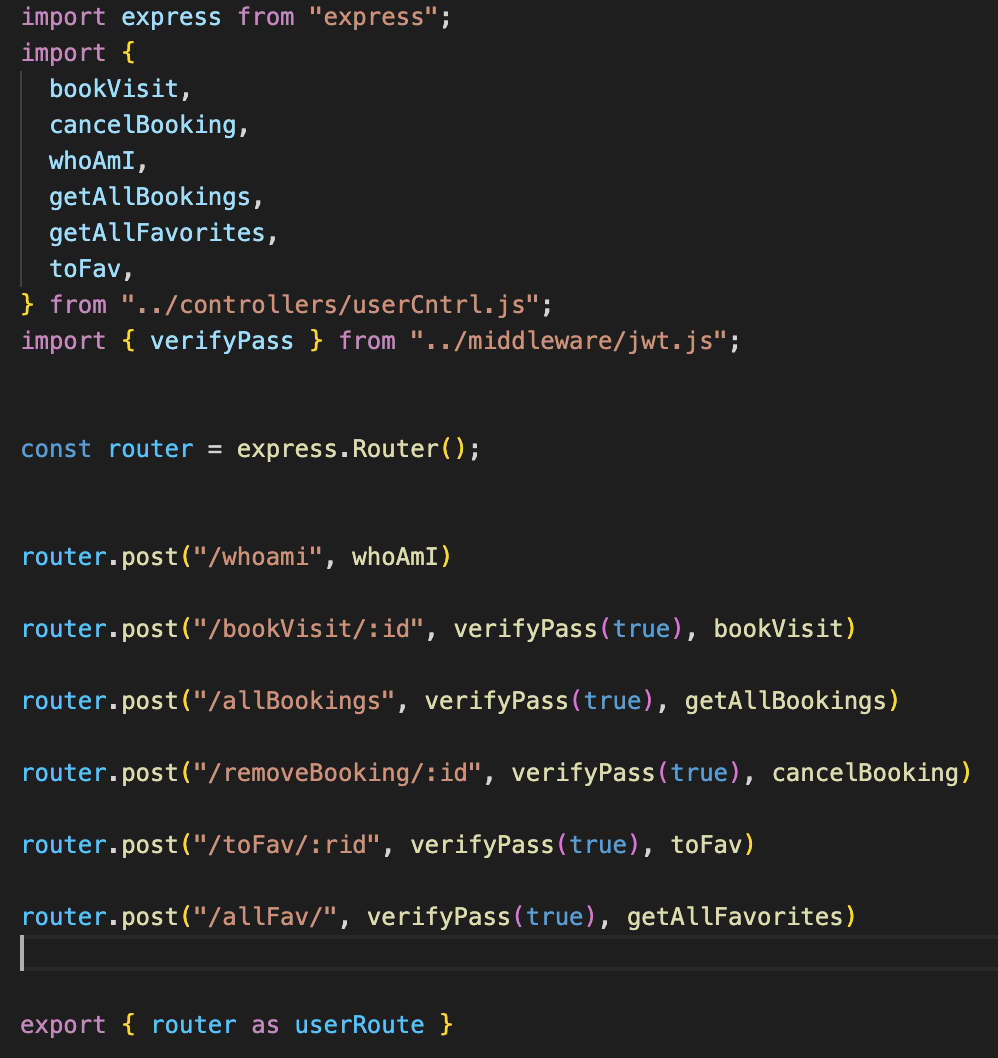 import express from "express";
import {
  bookVisit,
  cancelBooking,
  whoAmI,
  getAllBookings,
  getAllFavorites,
  toFav,
} from "../controllers/userCntrl.js";
import { verifyPass } from "../middleware/jwt.js";
const router = express.Router();
router.post("/whoami", whoAmI)
router.post("/bookVisit/:id", verifyPass(true), bookVisit)
router.post("/allBookings", verifyPass(true), getAllBookings)
router.post("/removeBooking/:id", verifyPass(true), cancelBooking)
router.post("/toFav/:rid", verifyPass(true), toFav)
router.post("/allFav/", verifyPass(true), getAllFavorites)
export { router as userRoute }